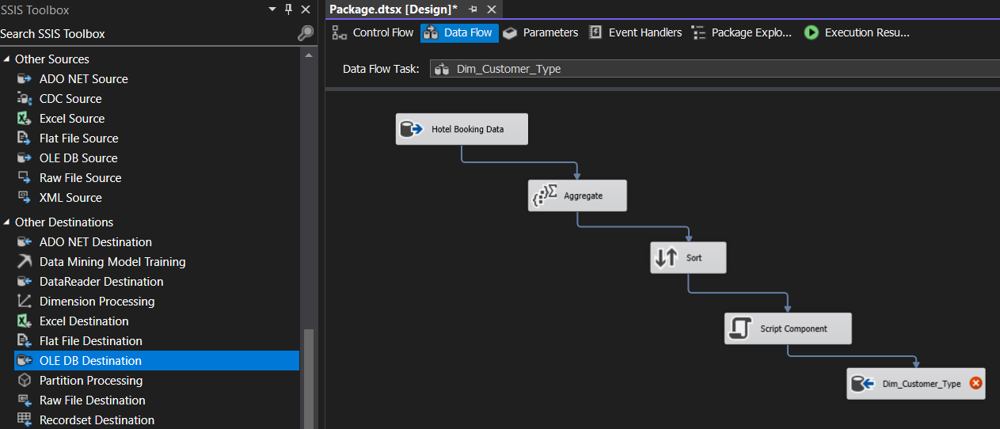 SSIS Toolbox
Search SSIS Toolbox
Other Sources
ADO NET Source
CDC Source
Excel Source
Flat File Source
OLE DB Source
Raw File Source
XML Source
Other Destinations
ADO NET Destination
Data Mining Model Training
DataReader Destination
Dimension Processing
Excel Destination
Flat File Destination
OLE DB Destination
Partition Processing
Raw File Destination
Recordset Destination
Package.dtsx [Design]*
Control Flow Data Flow Parameters Event Handlers Package Explo... Execution Resu...
Data Flow Task: Dim_Customer_Type
Hotel Booking Data
Aggregate
Sort
Script Component
Dim_Customer_Type